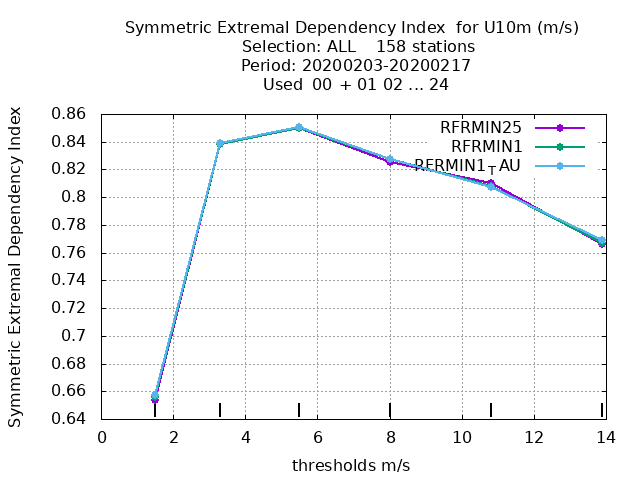 Symmetric Extremal Dependency Index for U10m (m/s)
Selection: ALL 158 stations
Period: 20200203-20200217
Used 00 + 01 02 ... 24
Symmetric Extremal Dependency Index
0.86
0.84
0.82
0.8
0.78
0.76
0.74
0.72
0.7
0.68
0.66
0.64
RFRMIN25
RFRMIN1
RFRMIN1TAU
0 2 4 6 8 10 12 14
thresholds m/s